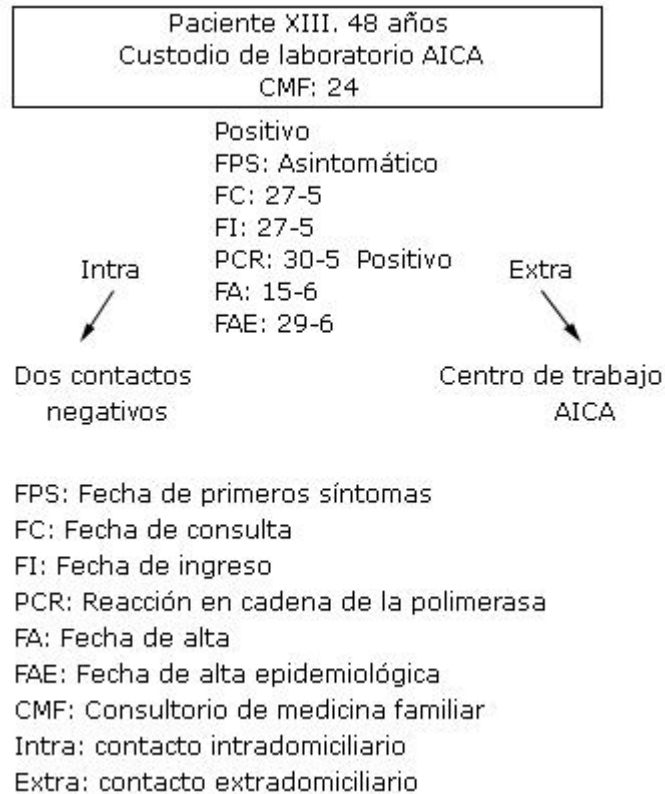 Paciente XIII. 48 años
Custodio de laboratorio AICA
CMF: 24
Positivo
FPS: Asintomático
FC: 27-5
FI: 27-5
PCR: 30-5 Positivo
FA: 15-6
FAE: 29-6
Intra
Extra
Dos contactos
negativos
Centro de trabajo
AICA
FPS: Fecha de primeros síntomas
FC: Fecha de consulta
FI: Fecha de ingreso
PCR: Reacción en cadena de la polimerasa
FA: Fecha de alta
FAE: Fecha de alta epidemiológica
CMF: Consultorio de medicina familiar
Intra: contacto intradomiciliario
Extra: contacto extradomiciliario